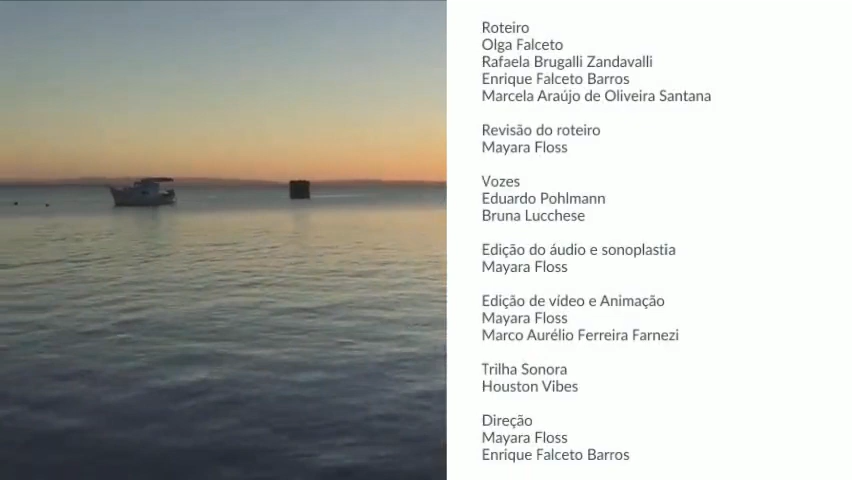 Roteiro
Olga Falceto
Rafaela Brugalli Zandavalli
Enrique Falceto Barros
Marcela Araújo de Oliveira Santana
Revisão do roteiro
Mayara Floss
Vozes
Eduardo Pohlmann
Bruna Lucchese
Edição do áudio e sonoplastia
Mayara Floss
Edição de vídeo e Animação
Mayara Floss
Marco Aurélio Ferreira Farnezi
Trilha Sonora
Houston Vibes
Direção
Mayara Floss
Enrique Falceto Barros